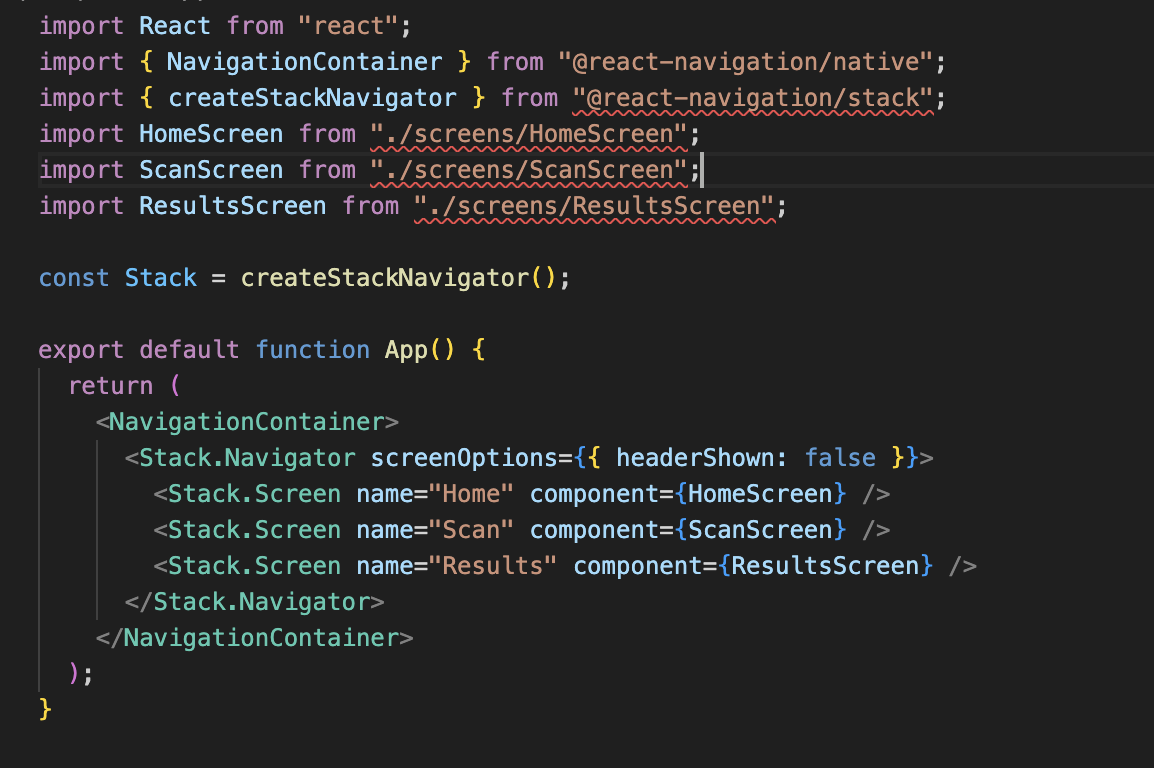 import React from "react";
import { NavigationContainer } from "@react-navigation/native";
import { createStackNavigator } from "@react-navigation/stack";
import HomeScreen from "./screens/HomeScreen";
import ScanScreen from "./screens/ScanScreen";
import ResultsScreen from "./screens/ResultsScreen";

const Stack = createStackNavigator();

export default function App() {
  return (
    <NavigationContainer>
      <Stack.Navigator screenOptions={{ headerShown: false }}>
        <Stack.Screen name="Home" component={HomeScreen} />
        <Stack.Screen name="Scan" component={ScanScreen} />
        <Stack.Screen name="Results" component={ResultsScreen} />
      </Stack.Navigator>
    </NavigationContainer>
  );
}